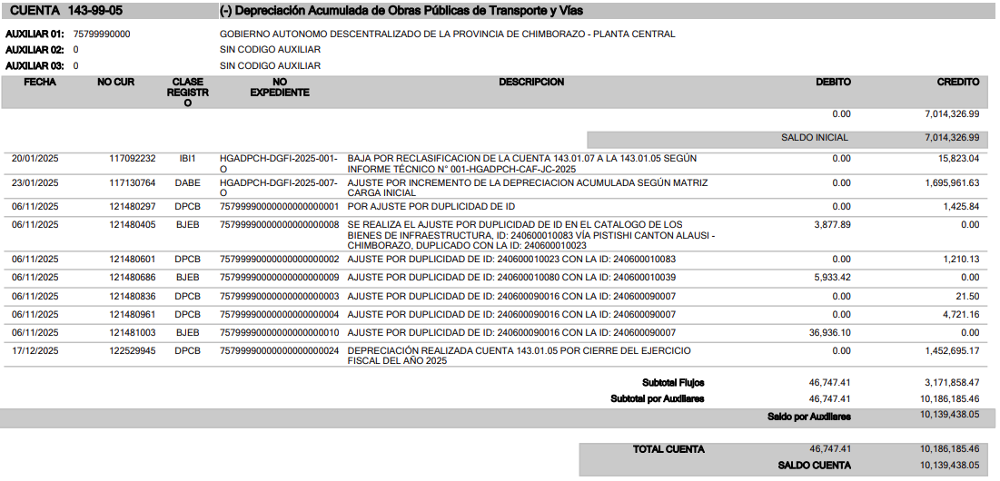 CUENTA 143-99-05 (-) Depreciación Acumulada de Obras Públicas de Transporte y Vías
AUXILIAR 01: 75799990000 GOBIERNO AUTONOMO DESCENTRALIZADO DE LA PROVINCIA DE CHIMBORAZO - PLANTA CENTRAL
AUXILIAR 02: 0 SIN CODIGO AUXILIAR
AUXILIAR 03: 0 SIN CODIGO AUXILIAR
FECHA NO CUR CLASE NO DESCRIPCION DEBITO CREDITO
REGISTR EXPEDIENTE
O
0.00 7,014,326.99
SALDO INICIAL 7,014,326.99
20/01/2025 117092232 IBI1 HGADPCH-DGFI-2025-001- BAJA POR RECLASIFICACION DE LA CUENTA 143.01.07 A LA 143.01.05 SEGÚN 0.00 15,823.04
O INFORME TÉCNICO N° 001-HGADPCH-CAF-JC-2025
23/01/2025 117130764 DABE HGADPCH-DGFI-2025-007- AJUSTE POR INCREMENTO DE LA DEPRECIACION ACUMULADA SEGÚN MATRIZ 0.00 1,695,961.63
O CARGA INICIAL
06/11/2025 121480297 DPCB 75799990000000000000001 POR AJUSTE POR DUPLICIDAD DE ID 0.00 1,425.84
06/11/2025 121480405 BJEB 75799990000000000000008 SE REALIZA EL AJUSTE POR DUPLICIDAD DE ID EN EL CATALOGO DE LOS 3,877.89 0.00
BIENES DE INFRAESTRUCTURA, ID: 240600010083 VÍA PISTISHI CANTON ALAUSI -
CHIMBORAZO, DUPLICADO CON LA ID: 240600010023
06/11/2025 121480601 DPCB 75799990000000000000002 AJUSTE POR DUPLICIDAD DE ID: 240600010023 CON LA ID: 240600010083 0.00 1,210.13
06/11/2025 121480686 BJEB 75799990000000000000009 AJUSTE POR DUPLICIDAD DE ID: 240600010080 CON LA ID: 240600010039 5,933.42 0.00
06/11/2025 121480836 DPCB 75799990000000000000003 AJUSTE POR DUPLICIDAD DE ID: 240600090016 CON LA ID: 240600090007 0.00 21.50
06/11/2025 121480961 DPCB 75799990000000000000004 AJUSTE POR DUPLICIDAD DE ID: 240600090016 CON LA ID: 240600090007 0.00 4,721.16
06/11/2025 121481003 BJEB 75799990000000000000010 AJUSTE POR DUPLICIDAD DE ID: 240600090016 CON LA ID: 240600090007 36,936.10 0.00
17/12/2025 122529945 DPCB 75799990000000000000024 DEPRECIACIÓN REALIZADA CUENTA 143.01.05 POR CIERRE DEL EJERCICIO 0.00 1,452,695.17
FISCAL DEL AÑO 2025
Subtotal Flujos 46,747.41 3,171,858.47
Subtotal por Auxiliares 46,747.41 10,186,185.46
Saldo por Auxiliares 10,139,438.05
TOTAL CUENTA 46,747.41 10,186,185.46
SALDO CUENTA 10,139,438.05